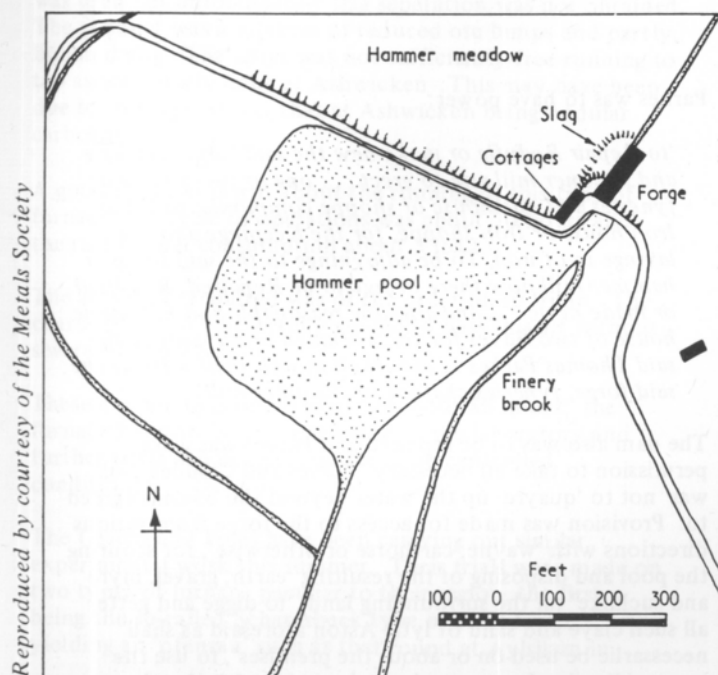 Hammer meadow
Slag
Cottages
Forge
Hammer pool
Finery
brook
N
Feet
100 0 100 200 300
Reproduced by courtesy of the Metals Society